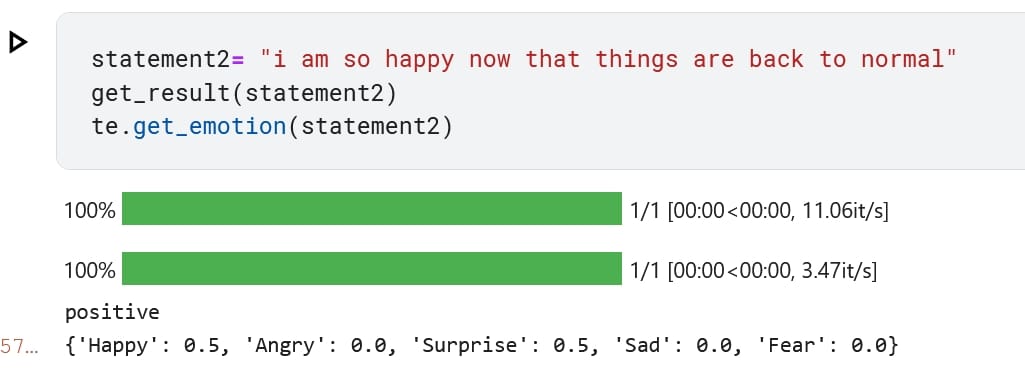 statement2= "i am so happy now that things are back to normal"
get_result(statement2)
te.get_emotion(statement2)
100% 1/1 [00:00<00:00, 11.06it/s]
100% 1/1 [00:00<00:00, 3.47it/s]
positive
57… {'Happy': 0.5, 'Angry': 0.0, 'Surprise': 0.5, 'Sad': 0.0, 'Fear': 0.0}